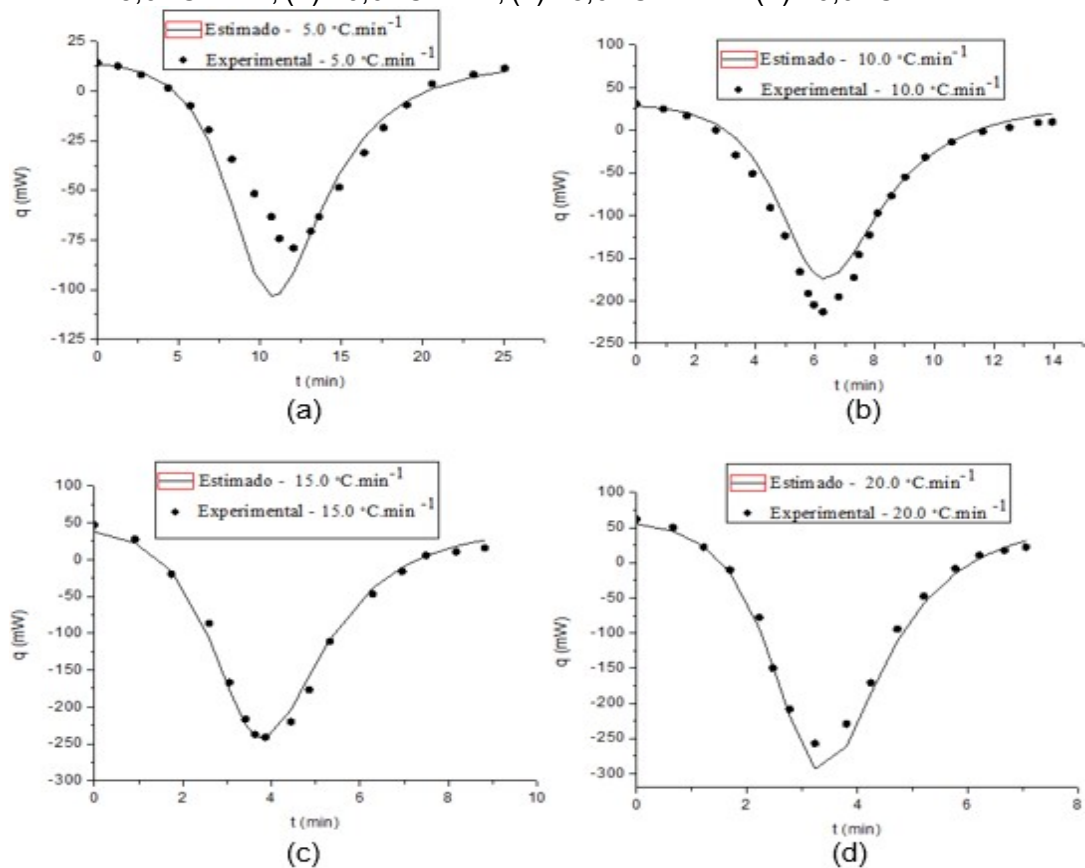 Estimado - 5.0 °C.min⁻¹
Experimental - 5.0 °C.min⁻¹
25
0
-25
-50
-75
-100
-125
q (mW)
0 5 10 15 20 25
t (min)
(a)
Estimado - 10.0 °C.min⁻¹
Experimental - 10.0 °C.min⁻¹
100
50
0
-50
-100
-150
-200
-250
q (mW)
0 2 4 6 8 10 12 14
t (min)
(b)
Estimado - 15.0 °C.min⁻¹
Experimental - 15.0 °C.min⁻¹
100
50
0
-50
-100
-150
-200
-250
-300
q (mW)
0 2 4 6 8 10
t (min)
(c)
Estimado - 20.0 °C.min⁻¹
Experimental - 20.0 °C.min⁻¹
100
50
0
-50
-100
-150
-200
-250
-300
q (mW)
0 2 4 6 8
t (min)
(d)